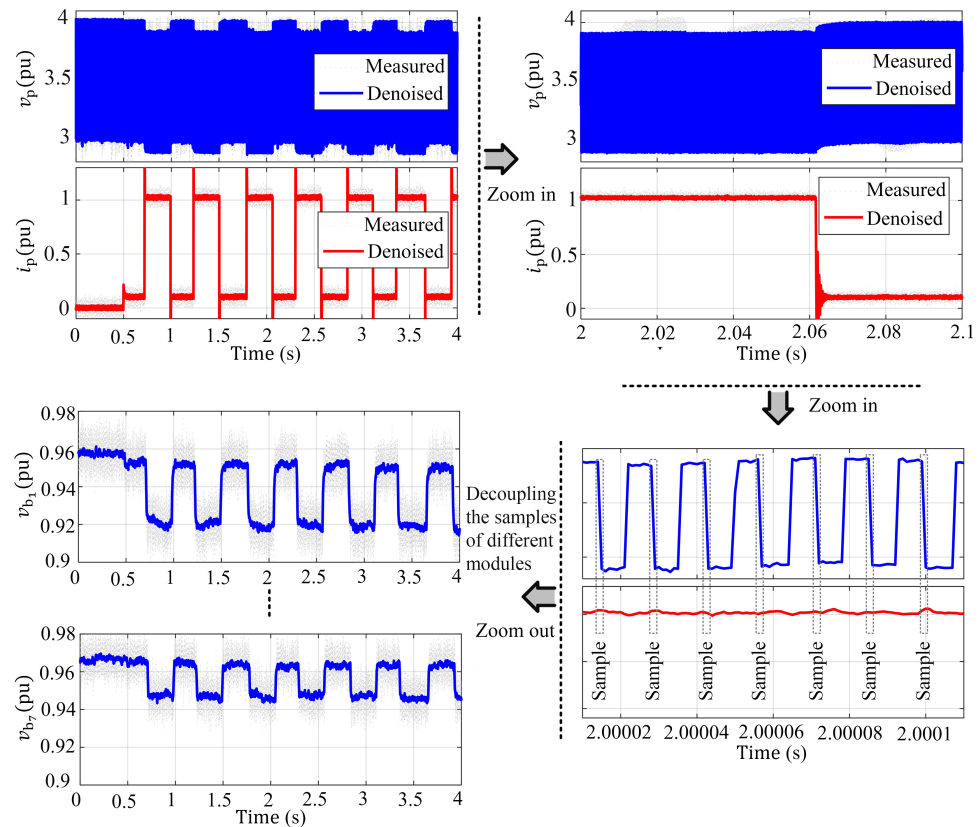 4
3.5
3
v_p (pu)
Measured
Denoised
1
0.5
0
i_p (pu)
Measured
Denoised
0 0.5 1 1.5 2 2.5 3 3.5 4
Time (s)
Zoom in
4
3.5
3
v_p (pu)
Measured
Denoised
1
0.5
0
i_p (pu)
Measured
Denoised
2 2.02 2.04 2.06 2.08 2.1
Time (s)
Zoom in
0.98
0.96
0.94
0.92
0.9
v_b1 (pu)
0 0.5 1 1.5 2 2.5 3 3.5 4
Decoupling
the samples
of different
modules
Zoom out
Sample
Sample
Sample
Sample
Sample
Sample
Sample
2.00002 2.00004 2.00006 2.00008 2.0001
Time (s)
0.98
0.96
0.94
0.92
0.9
v_b7 (pu)
0 0.5 1 1.5 2 2.5 3 3.5 4
Time (s)